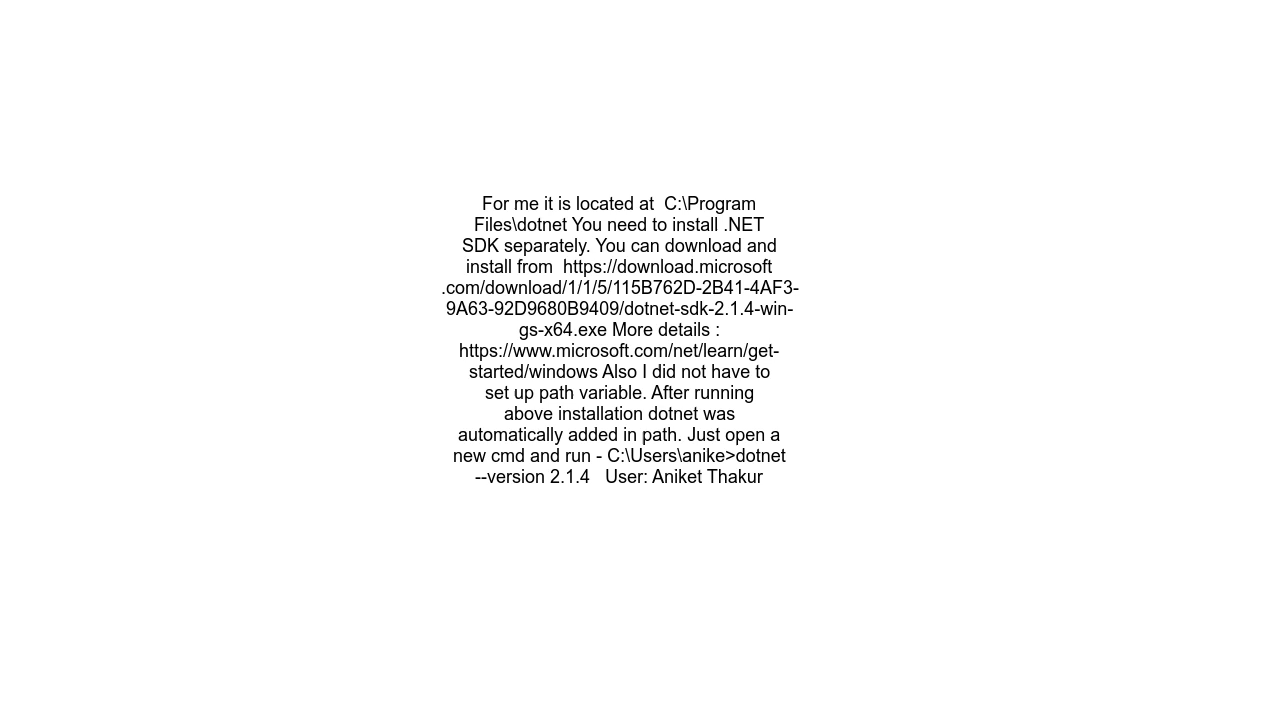 For me it is located at  C:\Program
Files\dotnet You need to install .NET
SDK separately. You can download and
install from  https://download.microsoft
.com/download/1/1/5/115B762D-2B41-4AF3-
9A63-92D9680B9409/dotnet-sdk-2.1.4-win-
gs-x64.exe More details :
https://www.microsoft.com/net/learn/get-
started/windows Also I did not have to
set up path variable. After running
above installation dotnet was
automatically added in path. Just open a
new cmd and run - C:\Users\anike>dotnet
--version 2.1.4   User: Aniket Thakur